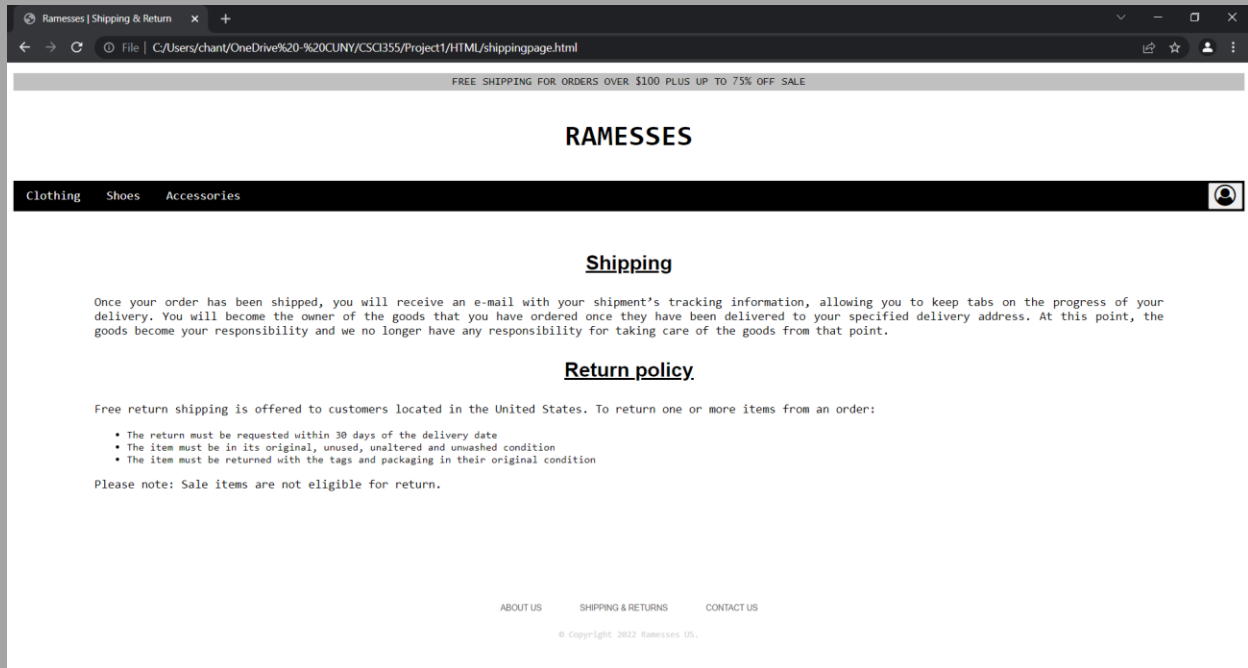 Ramesses | Shipping & Return
File | C:/Users/chant/OneDrive%20-%20CUNY/CSCI355/Project1/HTML/shippingpage.html
FREE SHIPPING FOR ORDERS OVER $100 PLUS UP TO 75% OFF SALE
RAMESSES
Clothing Shoes Accessories
Shipping
Once your order has been shipped, you will receive an e-mail with your shipment’s tracking information, allowing you to keep tabs on the progress of your
delivery. You will become the owner of the goods that you have ordered once they have been delivered to your specified delivery address. At this point, the
goods become your responsibility and we no longer have any responsibility for taking care of the goods from that point.
Return policy
Free return shipping is offered to customers located in the United States. To return one or more items from an order:
• The return must be requested within 30 days of the delivery date
• The item must be in its original, unused, unaltered and unwashed condition
• The item must be returned with the tags and packaging in their original condition
Please note: Sale items are not eligible for return.
ABOUT US SHIPPING & RETURNS CONTACT US
© Copyright 2022 Ramesses US.